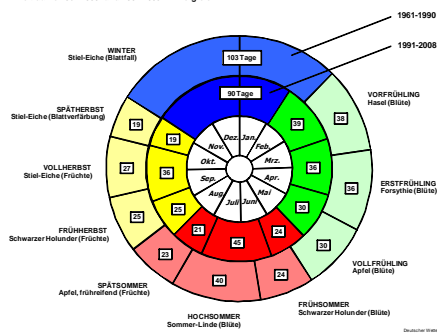 1961-1990
1991-2008
WINTER
Stiel-Eiche (Blattfall)
103 Tage
90 Tage
VORFRÜHLING
Hasel (Blüte)
38
39
SPÄTHERBST
Stiel-Eiche (Blattverfärbung)
19
19
Dez.
Jan.
Nov.
Feb.
VOLLHERBST
Stiel-Eiche (Früchte)
27
36
Okt.
Mrz.
36
36
ERSTFRÜHLING
Forsythie (Blüte)
Sep.
Apr.
FRÜHHERBST
Schwarzer Holunder (Früchte)
25
25
Aug.
Mai
Juli
Juni
30
30
VOLLFRÜHLING
Apfel (Blüte)
21
45
24
SPÄTSOMMER
Apfel, frühreifend (Früchte)
23
40
24
FRÜHSOMMER
Schwarzer Holunder (Blüte)
HOCHSOMMER
Sommer-Linde (Blüte)
Deutscher Wette